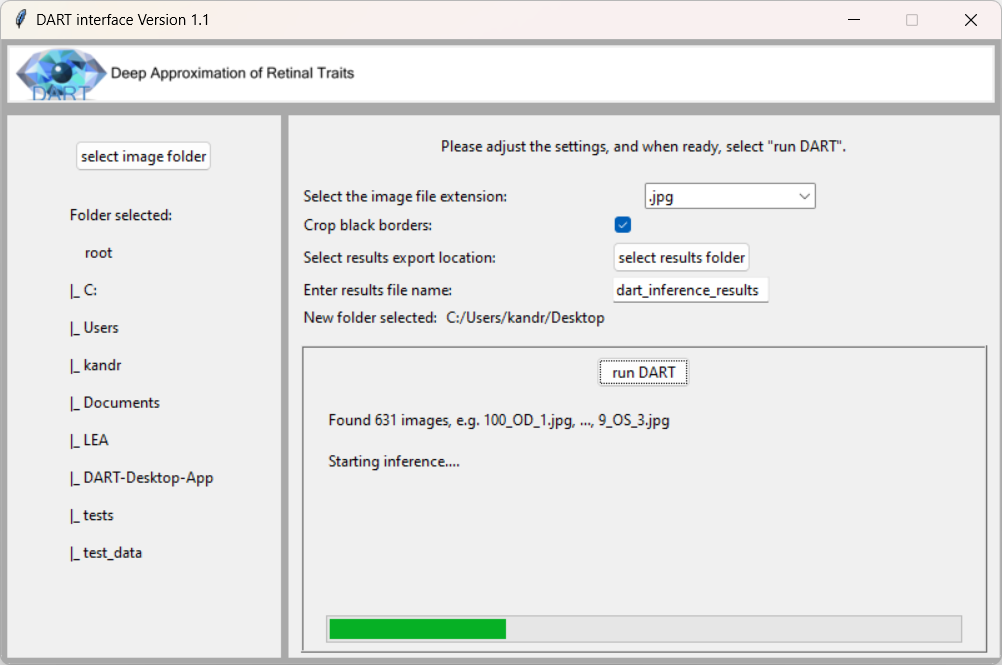 DART interface Version 1.1
DART
Deep Approximation of Retinal Traits
select image folder
Folder selected:
root
|_ C:
|_ Users
|_ kandr
|_ Documents
|_ LEA
|_ DART-Desktop-App
|_ tests
|_ test_data
Please adjust the settings, and when ready, select "run DART".
Select the image file extension: .jpg
Crop black borders:
Select results export location: select results folder
Enter results file name: dart_inference_results
New folder selected: C:/Users/kandr/Desktop
run DART
Found 631 images, e.g. 100_OD_1.jpg, ..., 9_OS_3.jpg
Starting inference....